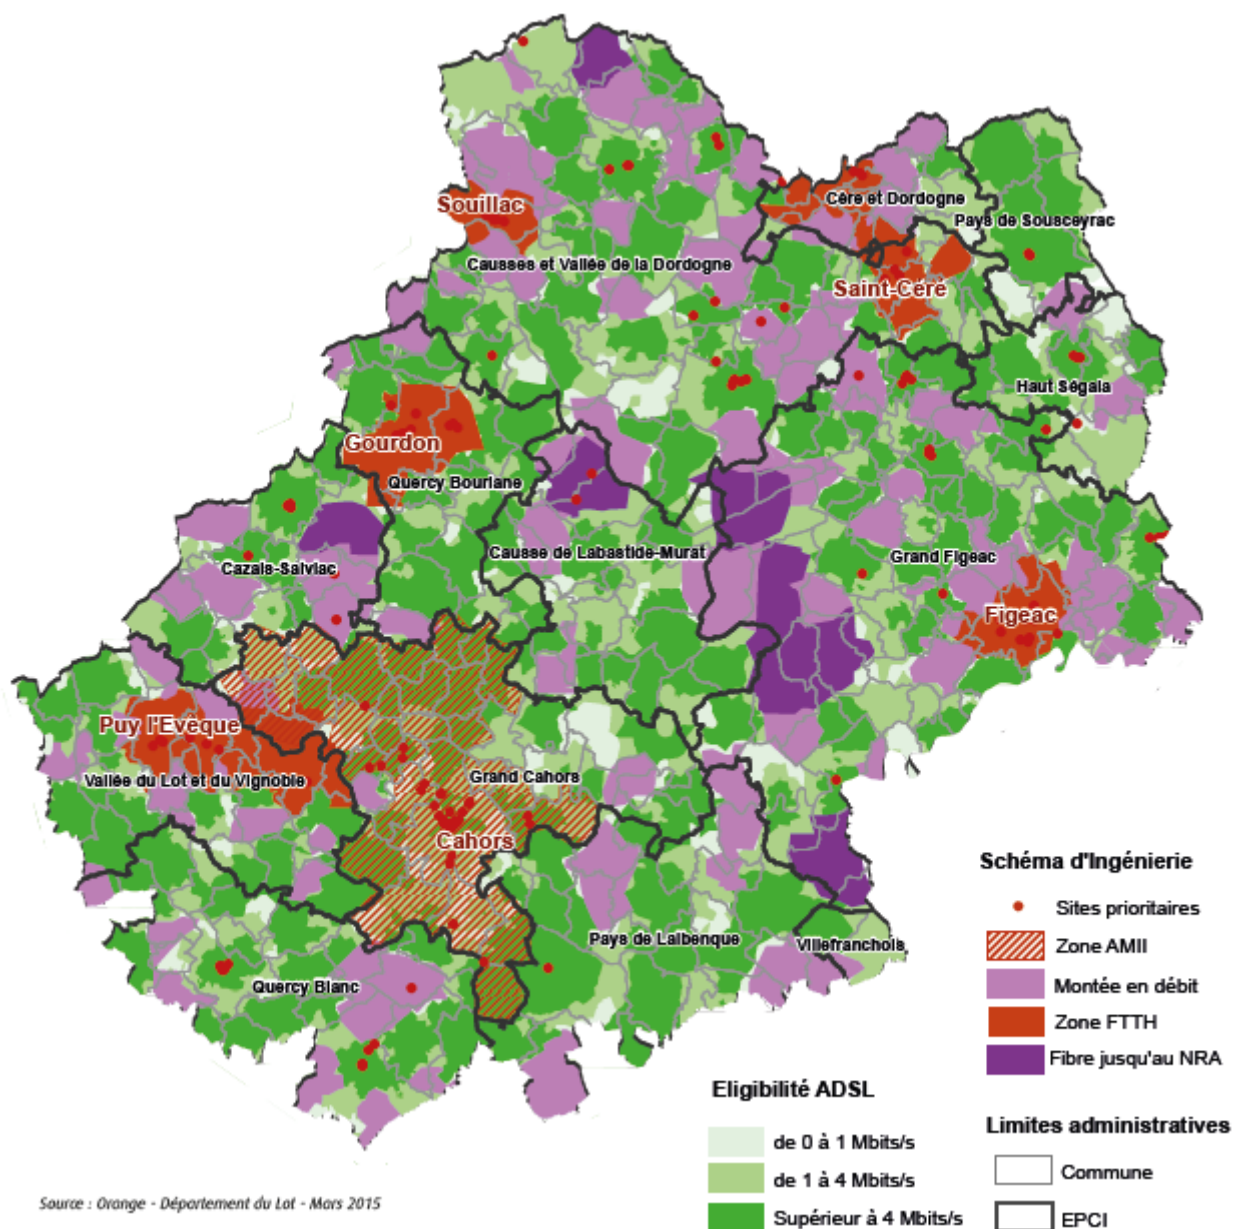 Souillac
Cère et Dordogne
Pays de Sousceyrac
Causses et Vallée de la Dordogne
Saint-Céré
Haut Ségala
Gourdon
Quercy Bouriane
Causse de Labastide-Murat
Grand Figeac
Cazals-Salviac
Figeac
Puy l'Evèque
Vallée du Lot et du Vignoble
Grand Cahors
Cahors
Pays de Lalbenque
Villefranchois
Quercy Blanc
Schéma d'Ingénierie
Sites prioritaires
Zone AMII
Montée en débit
Zone FTTH
Fibre jusqu'au NRA
Eligibilité ADSL
de 0 à 1 Mbits/s
de 1 à 4 Mbits/s
Supérieur à 4 Mbits/s
Limites administratives
Commune
EPCI
Source : Orange - Département du Lot - Mars 2015